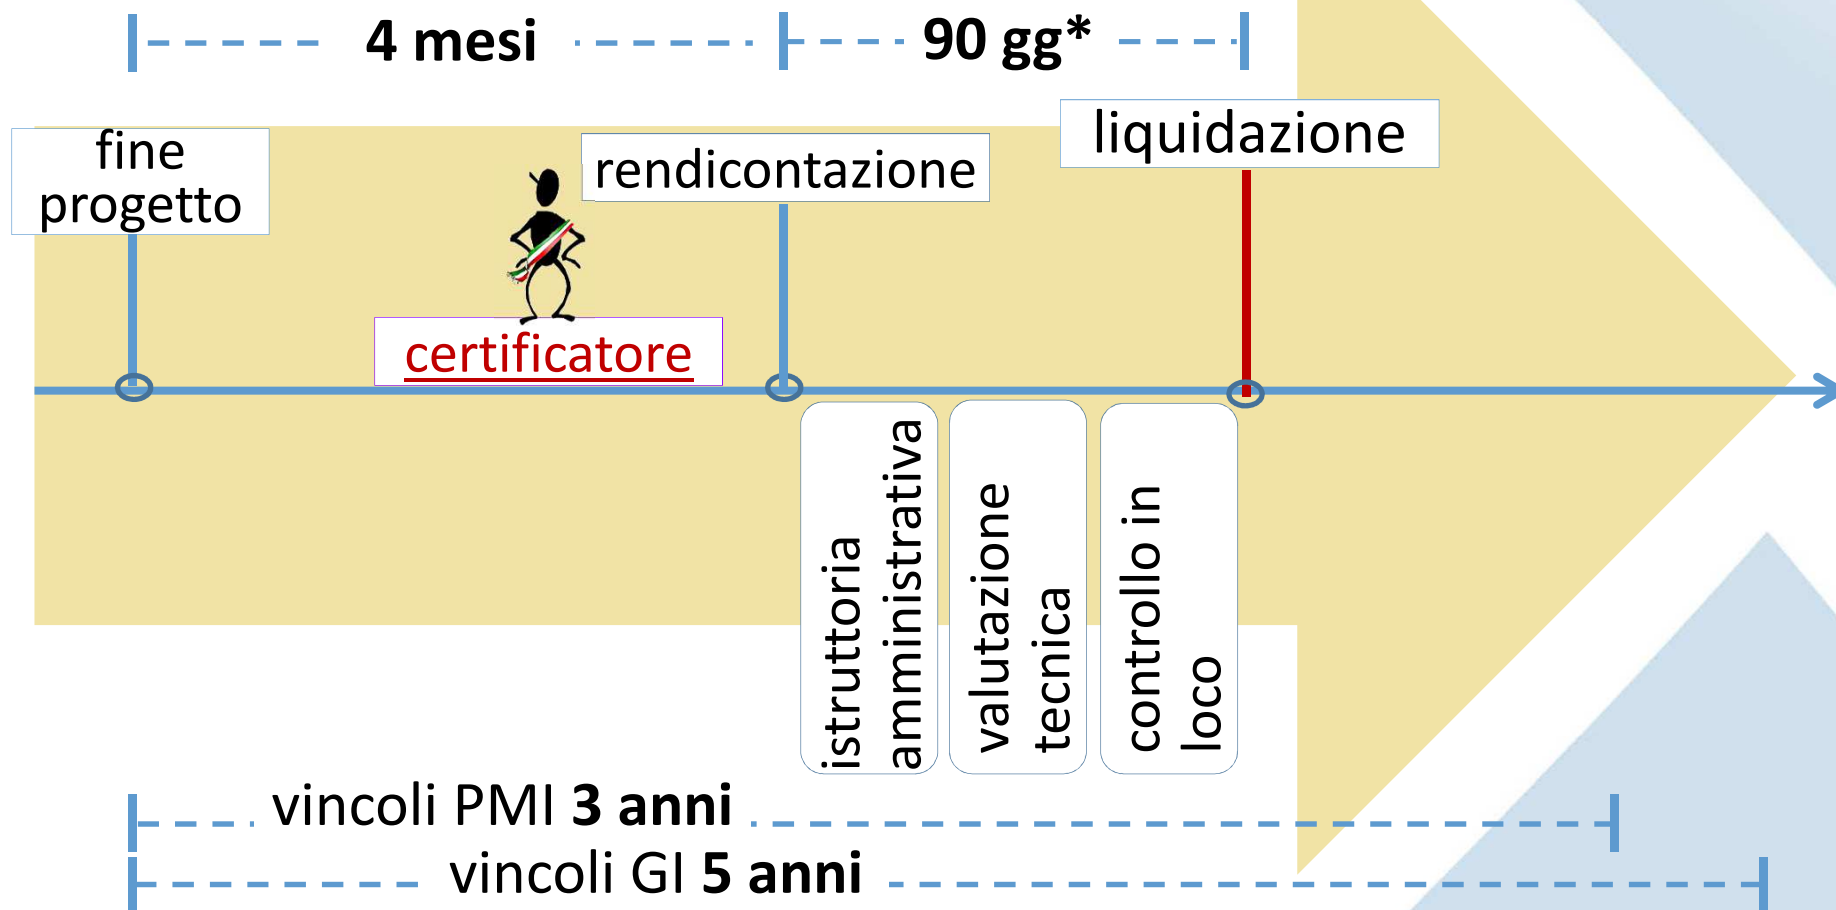 4 mesi
90 gg*
fine
progetto
rendicontazione
liquidazione
certificatore
istruttoria
amministrativa
valutazione
tecnica
controllo in
loco
vincoli PMI 3 anni
vincoli GI 5 anni